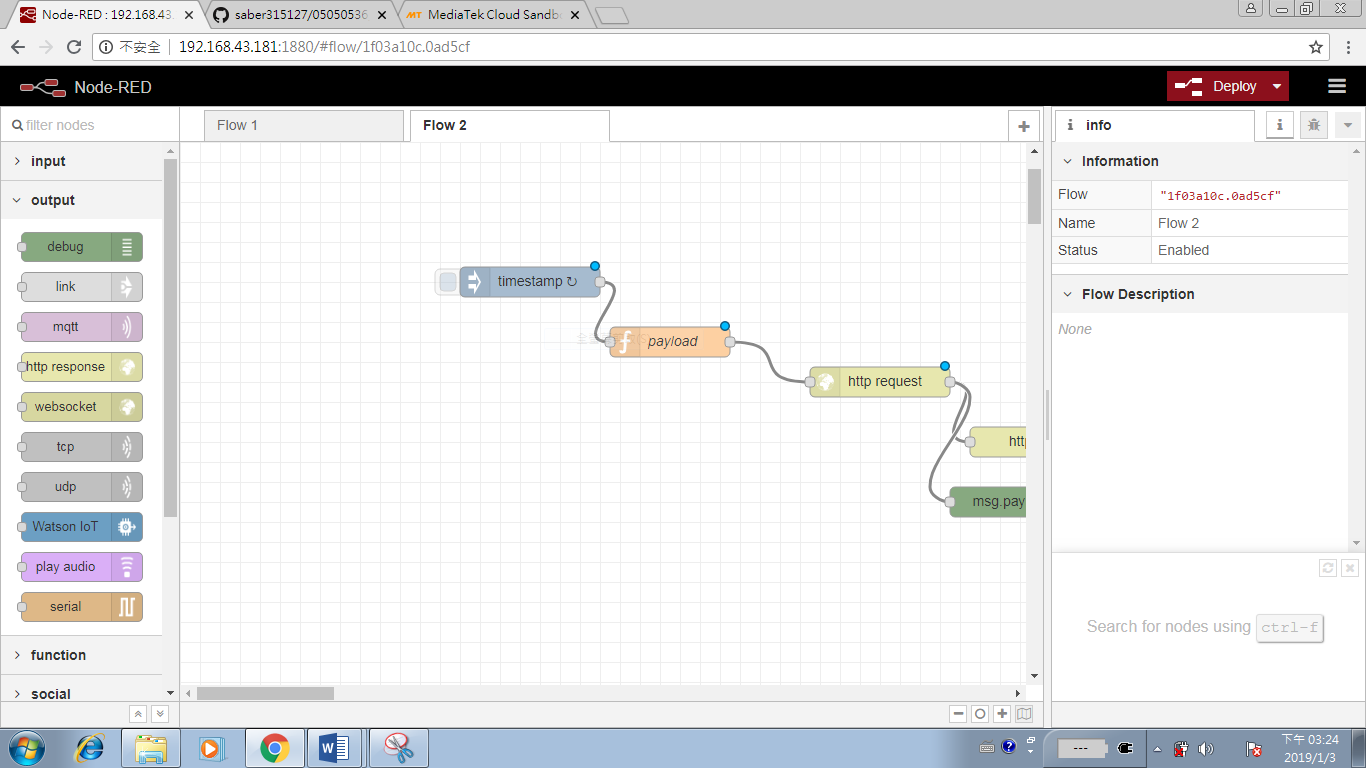 Node-RED : 192.168.43.
saber315127/05050536
MediaTek Cloud Sandb
不安全
192.168.43.181:1880/#flow/1f03a10c.0ad5cf
Node-RED
Deploy
filter nodes
Flow 1
Flow 2
info
input
output
debug
link
mqtt
http response
websocket
tcp
udp
Watson IoT
play audio
serial
function
social
timestamp ↻
payload
http request
http
msg.pay
Information
Flow "1f03a10c.0ad5cf"
Name Flow 2
Status Enabled
Flow Description
None
Search for nodes using ctrl-f
---
下午 03:24
2019/1/3